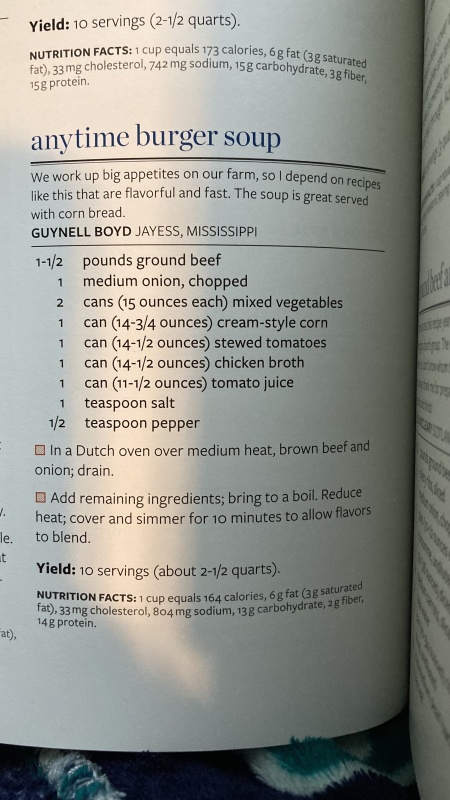 Yield: 10 servings (2-1/2 quarts).
NUTRITION FACTS: 1 cup equals 173 calories, 6 g fat (3 g saturated
fat), 33 mg cholesterol, 742 mg sodium, 15 g carbohydrate, 3 g fiber,
15 g protein.
anytime burger soup
We work up big appetites on our farm, so I depend on recipes
like this that are flavorful and fast. The soup is great served
with corn bread.
GUYNELL BOYD JAYESS, MISSISSIPPI
1-1/2 pounds ground beef
1 medium onion, chopped
2 cans (15 ounces each) mixed vegetables
1 can (14-3/4 ounces) cream-style corn
1 can (14-1/2 ounces) stewed tomatoes
1 can (14-1/2 ounces) chicken broth
1 can (11-1/2 ounces) tomato juice
1 teaspoon salt
1/2 teaspoon pepper
In a Dutch oven over medium heat, brown beef and
onion; drain.
Add remaining ingredients; bring to a boil. Reduce
heat; cover and simmer for 10 minutes to allow flavors
to blend.
Yield: 10 servings (about 2-1/2 quarts).
NUTRITION FACTS: 1 cup equals 164 calories, 6 g fat (3 g saturated
fat), 33 mg cholesterol, 804 mg sodium, 13 g carbohydrate, 2 g fiber,
14 g protein.